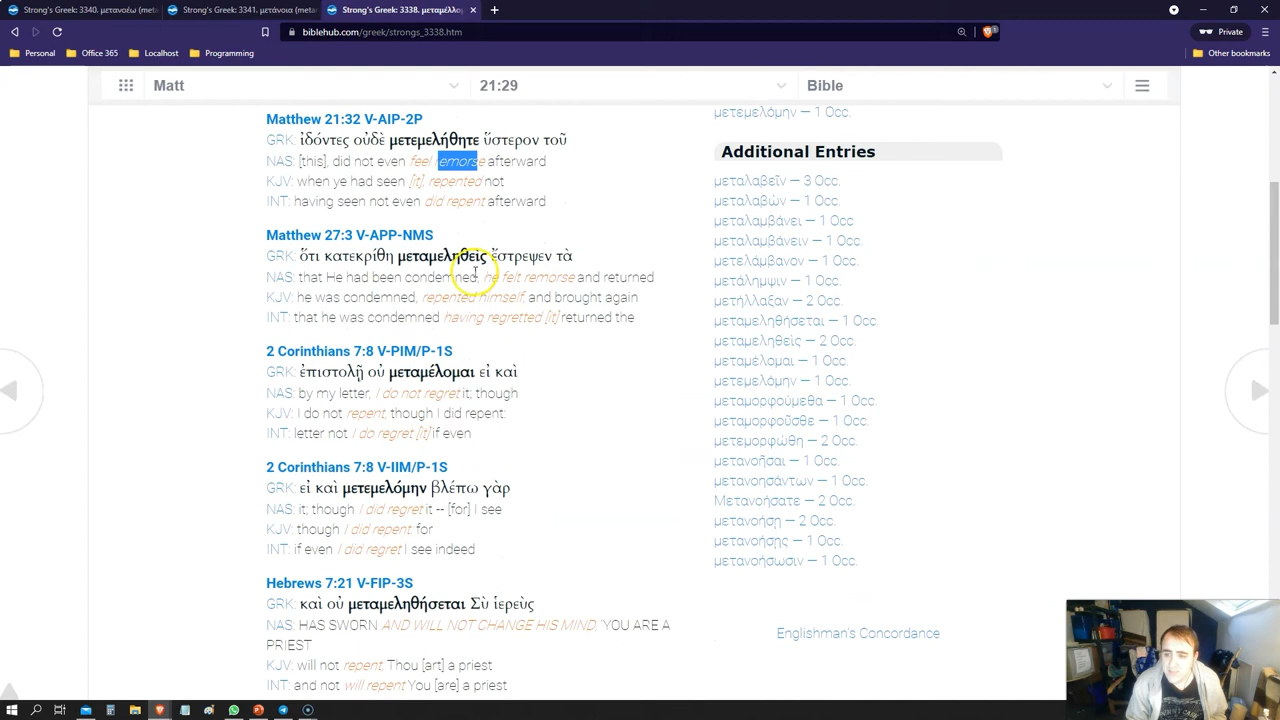 Strong's Greek: 3340. μετανοέω (meta
Strong's Greek: 3341. μετάνοια (metan
Strong's Greek: 3338. μεταμέλλομ
biblehub.com/greek/strongs_3338.htm
Private
Personal
Office 365
Localhost
Programming
Other bookmarks
Matt
21:29
Bible
Matthew 21:32 V-AIP-2P
GRK: ἰδόντες οὐδὲ μετεμελήθητε ὕστερον τοῦ
NAS: [this], did not even feel remorse afterward
KJV: when ye had seen [it], repented not
INT: having seen not even did repent afterward
Matthew 27:3 V-APP-NMS
GRK: ὅτι κατεκρίθη μεταμεληθεὶς ἔστρεψεν τὰ
NAS: that He had been condemned, he felt remorse and returned
KJV: he was condemned, repented himself, and brought again
INT: that he was condemned having regretted [it] returned the
2 Corinthians 7:8 V-PIM/P-1S
GRK: ἐπιστολῇ οὐ μεταμέλομαι εἰ καὶ
NAS: by my letter, I do not regret it; though
KJV: I do not repent, though I did repent:
INT: letter not I do regret [it] if even
2 Corinthians 7:8 V-IIM/P-1S
GRK: εἰ καὶ μετεμελόμην βλέπω γὰρ
NAS: it; though I did regret it -- [for] I see
KJV: though I did repent: for
INT: if even I did regret I see indeed
Hebrews 7:21 V-FIP-3S
GRK: καὶ οὐ μεταμεληθήσεται Σὺ ἱερεὺς
NAS: HAS SWORN AND WILL NOT CHANGE HIS MIND, 'YOU ARE A
PRIEST
KJV: will not repent, Thou [art] a priest
INT: and not will repent You [are] a priest
μετεμελόμην — 1 Occ.
Additional Entries
μεταλαβεῖν — 3 Occ.
μεταλαβὼν — 1 Occ.
μεταλαμβάνει — 1 Occ
μεταλαμβάνειν — 1 Occ.
μετελάμβανον — 1 Occ.
μετάλημψιν — 1 Occ.
μετήλλαξαν — 2 Occ.
μεταμεληθήσεται — 1 Occ.
μεταμεληθεὶς — 2 Occ.
μεταμέλομαι — 1 Occ.
μετεμελόμην — 1 Occ.
μεταμορφούμεθα — 1 Occ.
μεταμορφοῦσθε — 1 Occ.
μετεμορφώθη — 2 Occ.
μετανοῆσαι — 1 Occ.
μετανοησάντων — 1 Occ.
Μετανοήσατε — 2 Occ.
μετανοήσῃ — 2 Occ.
μετανοήσῃς — 1 Occ.
μετανοήσωσιν — 1 Occ.
Englishman's Concordance